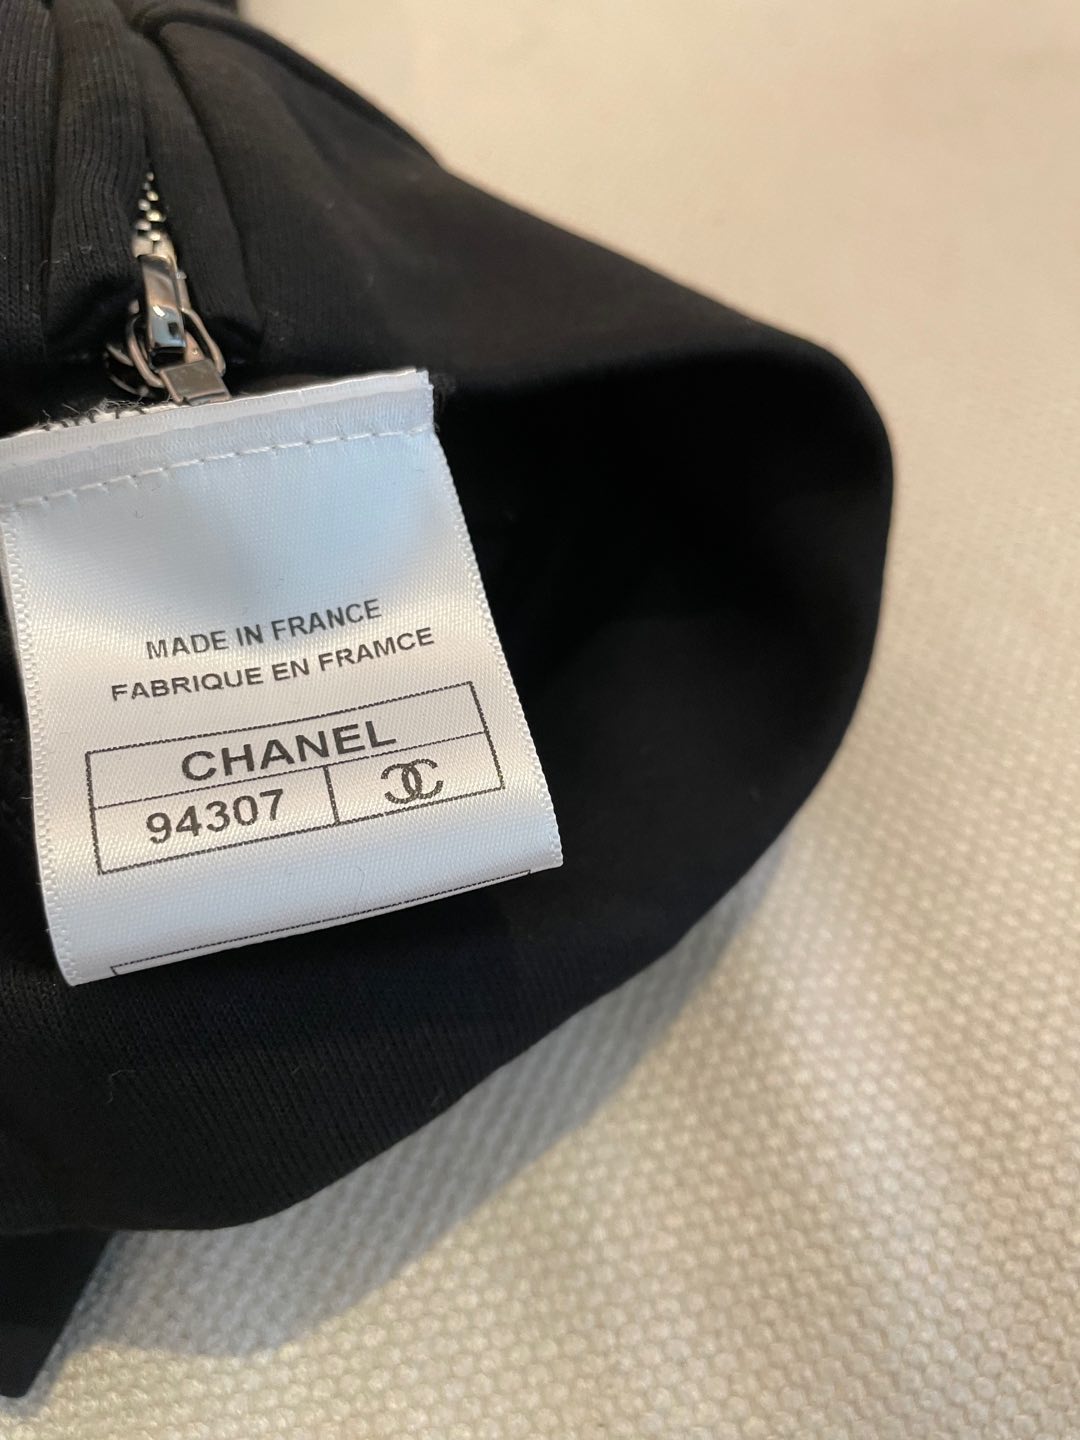 MADE IN FRANCE
FABRIQUE EN FRAMCE
CHANEL
94307